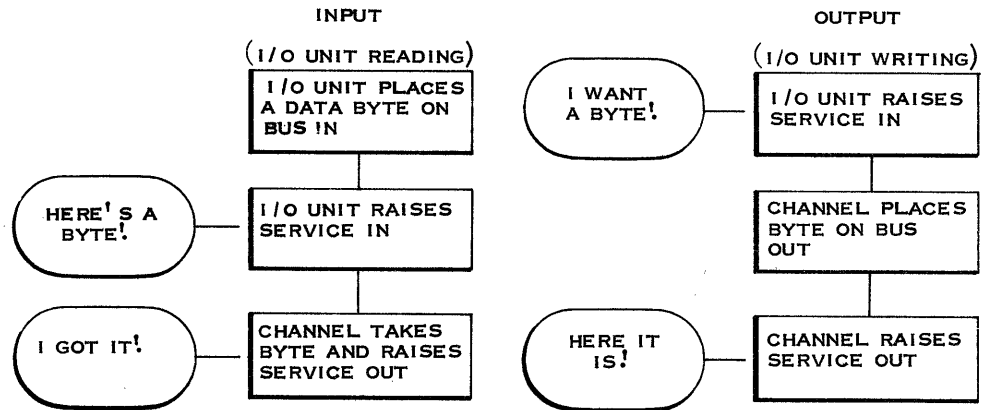 INPUT
(I/O UNIT READING)
I/O UNIT PLACES
A DATA BYTE ON
BUS IN
HERE'S A
BYTE!
I/O UNIT RAISES
SERVICE IN
I GOT IT!
CHANNEL TAKES
BYTE AND RAISES
SERVICE OUT
OUTPUT
(I/O UNIT WRITING)
I WANT
A BYTE!
I/O UNIT RAISES
SERVICE IN
CHANNEL PLACES
BYTE ON BUS
OUT
HERE IT
IS!
CHANNEL RAISES
SERVICE OUT